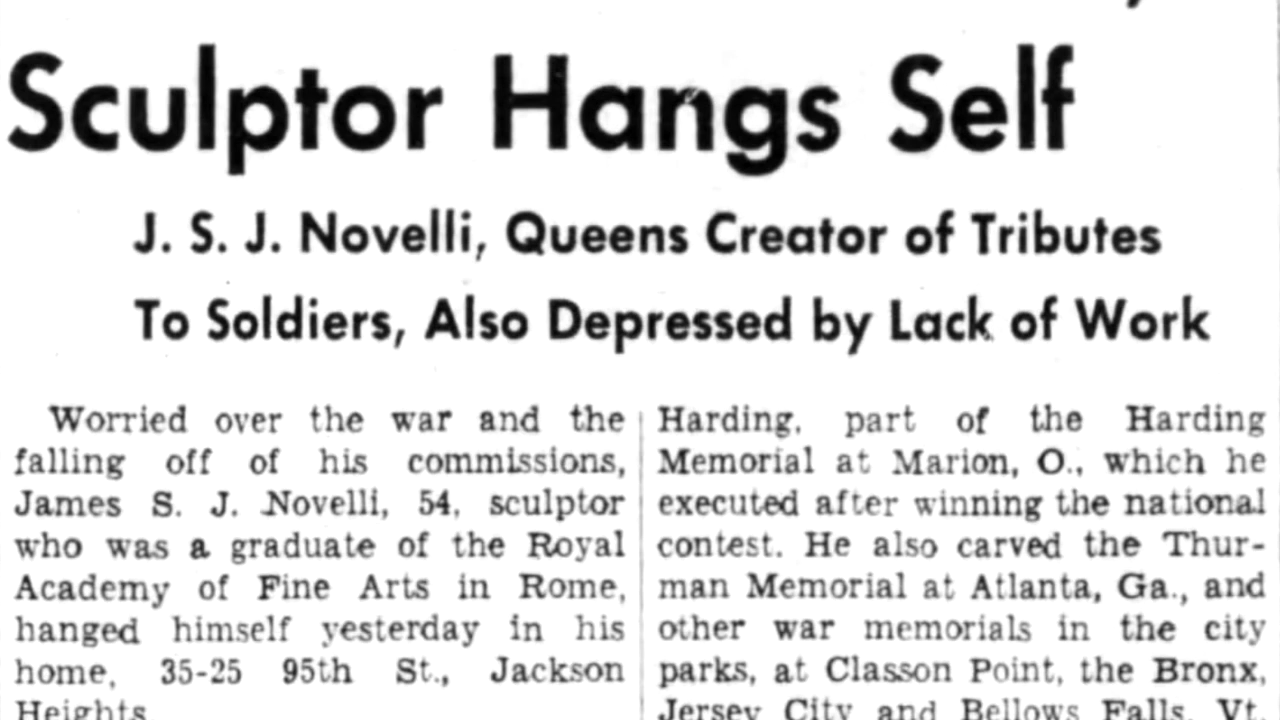 Sculptor Hangs Self
J. S. J. Novelli, Queens Creator of Tributes
To Soldiers, Also Depressed by Lack of Work
Worried over the war and the
falling off of his commissions,
James S. J. Novelli, 54, sculptor
who was a graduate of the Royal
Academy of Fine Arts in Rome,
hanged himself yesterday in his
home, 35-25 95th St., Jackson
Heights.
Harding, part of the Harding
Memorial at Marion, O., which he
executed after winning the national
contest. He also carved the Thur-
man Memorial at Atlanta, Ga., and
other war memorials in the city
parks, at Classon Point, the Bronx,
Jersey City and Bellows Falls, Vt.